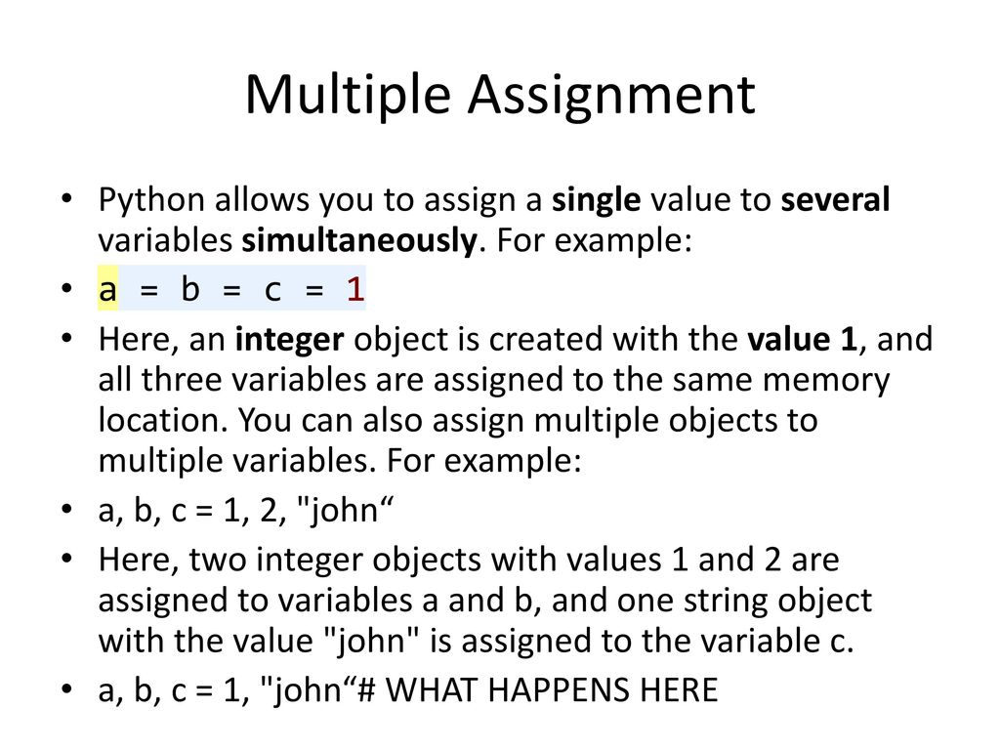 Multiple Assignment
• Python allows you to assign a single value to several
variables simultaneously. For example:
• a = b = c = 1
• Here, an integer object is created with the value 1, and
all three variables are assigned to the same memory
location. You can also assign multiple objects to
multiple variables. For example:
• a, b, c = 1, 2, "john“
• Here, two integer objects with values 1 and 2 are
assigned to variables a and b, and one string object
with the value "john" is assigned to the variable c.
• a, b, c = 1, "john“# WHAT HAPPENS HERE